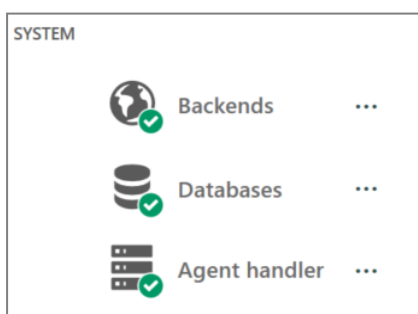 SYSTEM
Backends ...
Databases ...
Agent handler ...